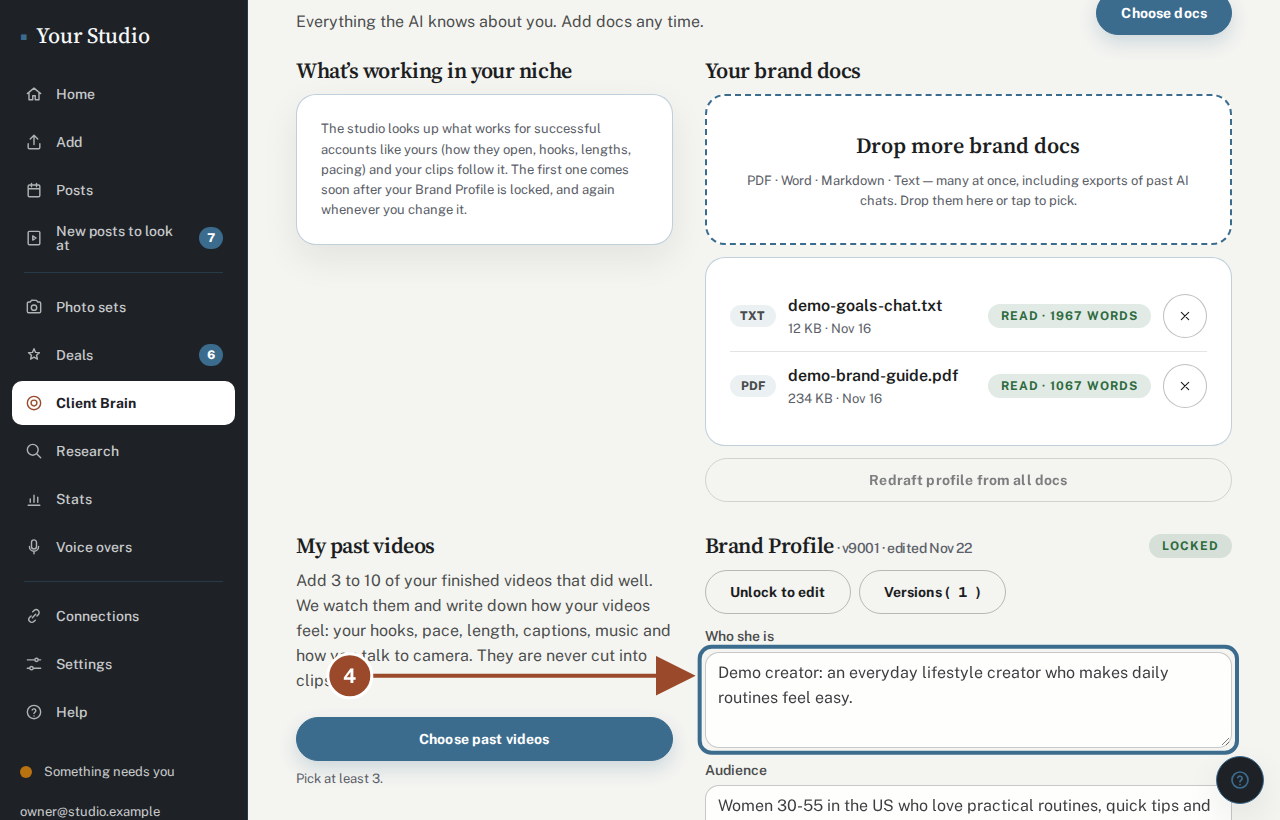 Your Studio
Home
Add
Posts
New posts to look
at
7
Photo sets
Deals
6
Client Brain
Research
Stats
Voice overs
Connections
Settings
Help
Something needs you
owner@studio.example
Everything the AI knows about you. Add docs any time.
Choose docs
What's working in your niche
The studio looks up what works for successful
accounts like yours (how they open, hooks, lengths,
pacing) and your clips follow it. The first one comes
soon after your Brand Profile is locked, and again
whenever you change it.
Your brand docs
Drop more brand docs
PDF · Word · Markdown · Text — many at once, including exports of past AI
chats. Drop them here or tap to pick.
TXT
demo-goals-chat.txt
12 KB · Nov 16
READ · 1967 WORDS
PDF
demo-brand-guide.pdf
234 KB · Nov 16
READ · 1067 WORDS
Redraft profile from all docs
My past videos
Add 3 to 10 of your finished videos that did well.
We watch them and write down how your videos
feel: your hooks, pace, length, captions, music and
how talk to camera. They are never cut into
clips
4
Choose past videos
Pick at least 3.
Brand Profile · v9001 · edited Nov 22
LOCKED
Unlock to edit
Versions ( 1 )
Who she is
Demo creator: an everyday lifestyle creator who makes daily
routines feel easy.
Audience
Women 30-55 in the US who love practical routines, quick tips and